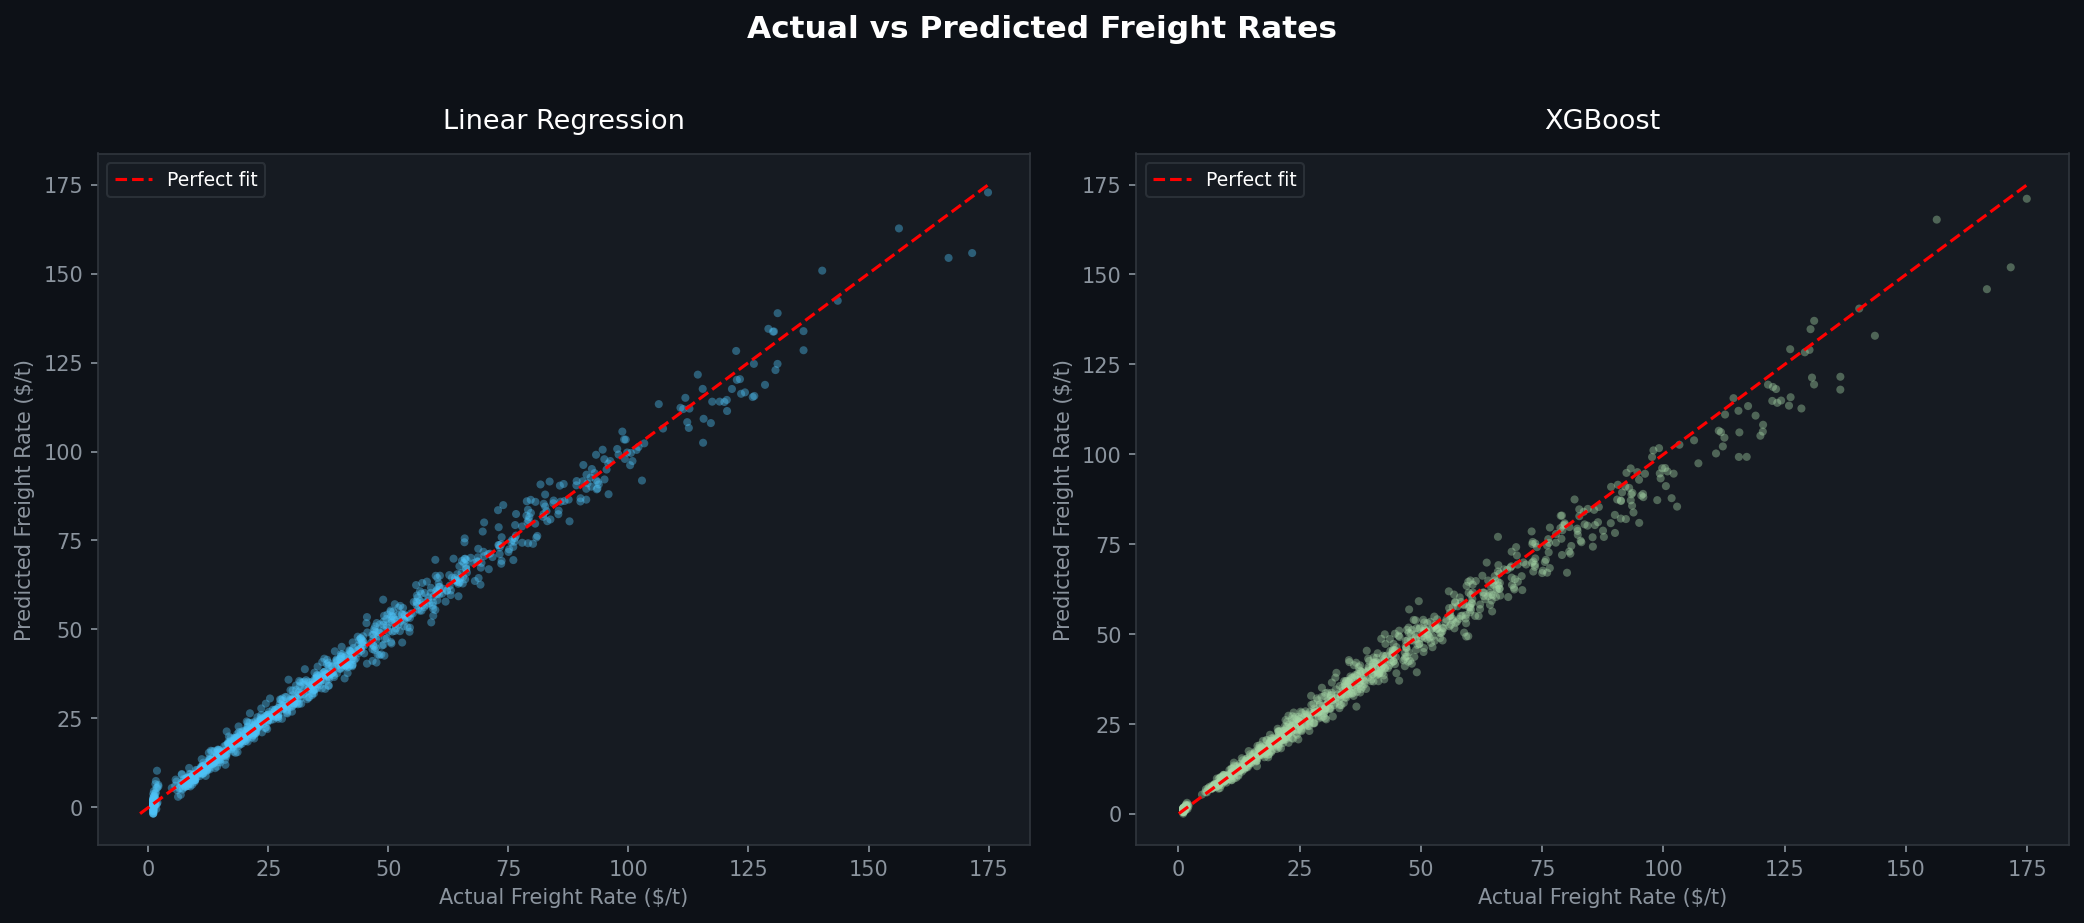 Actual vs Predicted Freight Rates
Linear Regression
Perfect fit
175
150
125
100
75
50
25
0
Predicted Freight Rate ($/t)
0 25 50 75 100 125 150 175
Actual Freight Rate ($/t)
XGBoost
Perfect fit
175
150
125
100
75
50
25
0
Predicted Freight Rate ($/t)
0 25 50 75 100 125 150 175
Actual Freight Rate ($/t)